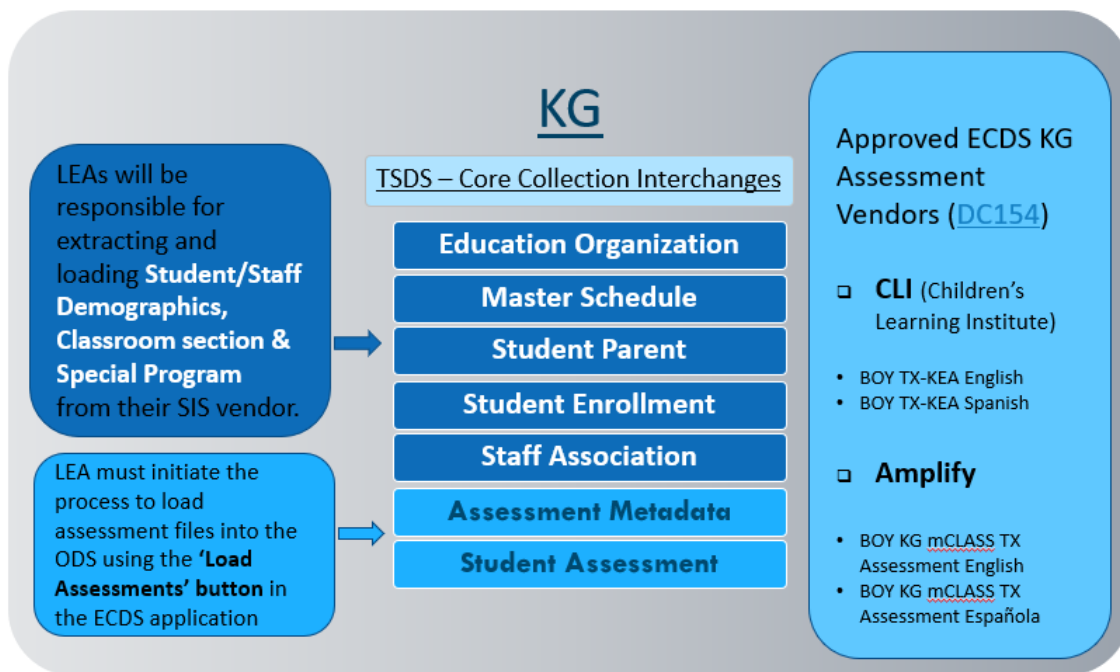 KG
TSDS – Core Collection Interchanges
LEAs will be
responsible for
extracting and
loading Student/Staff
Demographics,
Classroom section &
Special Program
from their SIS vendor.
LEA must initiate the
process to load
assessment files into the
ODS using the ‘Load
Assessments’ button in
the ECDS application
Education Organization
Master Schedule
Student Parent
Student Enrollment
Staff Association
Assessment Metadata
Student Assessment
Approved ECDS KG
Assessment
Vendors (DC154)
CLI (Children’s
Learning Institute)
• BOY TX-KEA English
• BOY TX-KEA Spanish
Amplify
• BOY KG mCLASS TX
Assessment English
• BOY KG mCLASS TX
Assessment Española